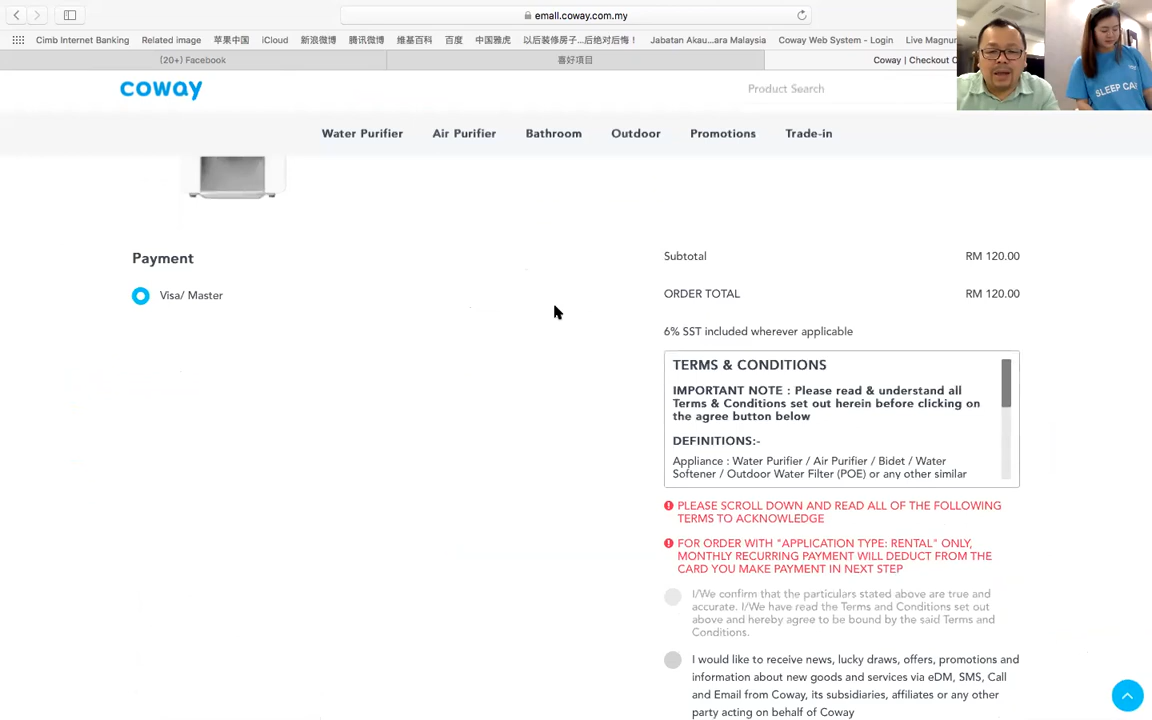 emall.coway.com.my
Cimb Internet Banking Related image 苹果中国 iCloud 新浪微博 腾讯微博 维基百科 百度 中国雅虎 以后装修房子...后绝对后悔！ Jabatan Akau...ara Malaysia Coway Web System - Login Live Magnu
(20+) Facebook 喜好项目 Coway | Checkout C
coway Product Search
Water Purifier Air Purifier Bathroom Outdoor Promotions Trade-in
SLEEP CA
Payment
Visa/ Master
Subtotal RM 120.00
ORDER TOTAL RM 120.00
6% SST included wherever applicable
TERMS & CONDITIONS
IMPORTANT NOTE : Please read & understand all
Terms & Conditions set out herein before clicking on
the agree button below
DEFINITIONS:-
Appliance : Water Purifier / Air Purifier / Bidet / Water
Softener / Outdoor Water Filter (POE) or any other similar
PLEASE SCROLL DOWN AND READ ALL OF THE FOLLOWING
TERMS TO ACKNOWLEDGE
FOR ORDER WITH "APPLICATION TYPE: RENTAL" ONLY,
MONTHLY RECURRING PAYMENT WILL DEDUCT FROM THE
CARD YOU MAKE PAYMENT IN NEXT STEP
I/We confirm that the particulars stated above are true and
accurate. I/We have read the Terms and Conditions set out
above and hereby agree to be bound by the said Terms and
Conditions.
I would like to receive news, lucky draws, offers, promotions and
information about new goods and services via eDM, SMS, Call
and Email from Coway, its subsidiaries, affiliates or any other
party acting on behalf of Coway